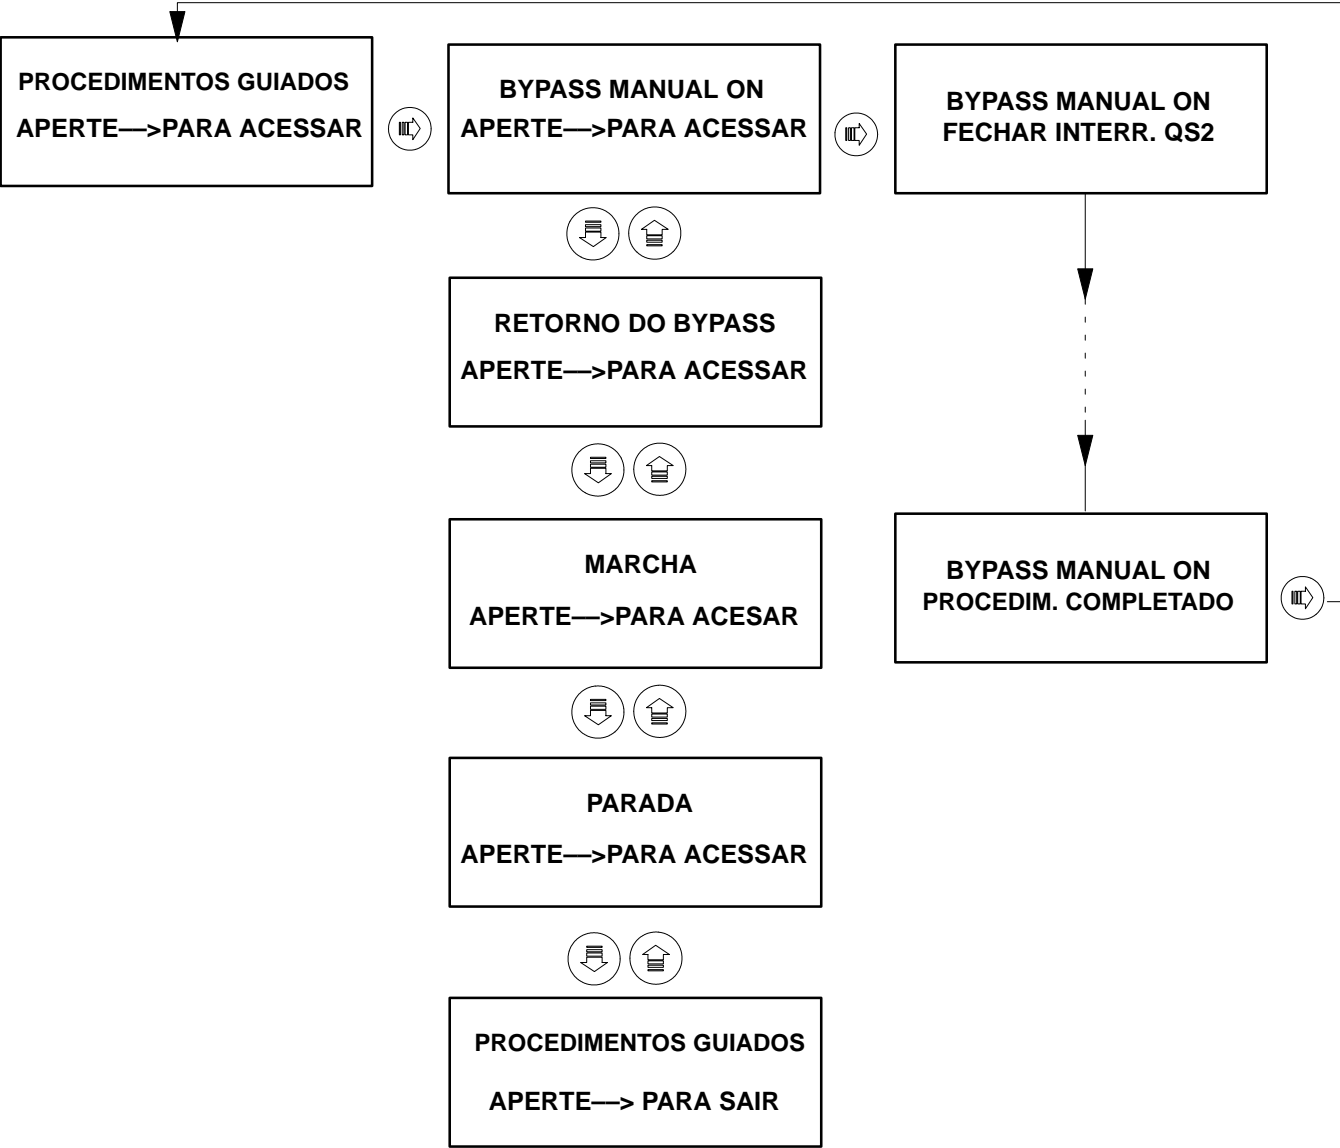 PROCEDIMENTOS GUIADOS
APERTE—>PARA ACESSAR
BYPASS MANUAL ON
APERTE—>PARA ACESSAR
BYPASS MANUAL ON
FECHAR INTERR. QS2
RETORNO DO BYPASS
APERTE—>PARA ACESSAR
MARCHA
APERTE—>PARA ACESAR
PARADA
APERTE—>PARA ACESSAR
PROCEDIMENTOS GUIADOS
APERTE—> PARA SAIR
BYPASS MANUAL ON
PROCEDIM. COMPLETADO